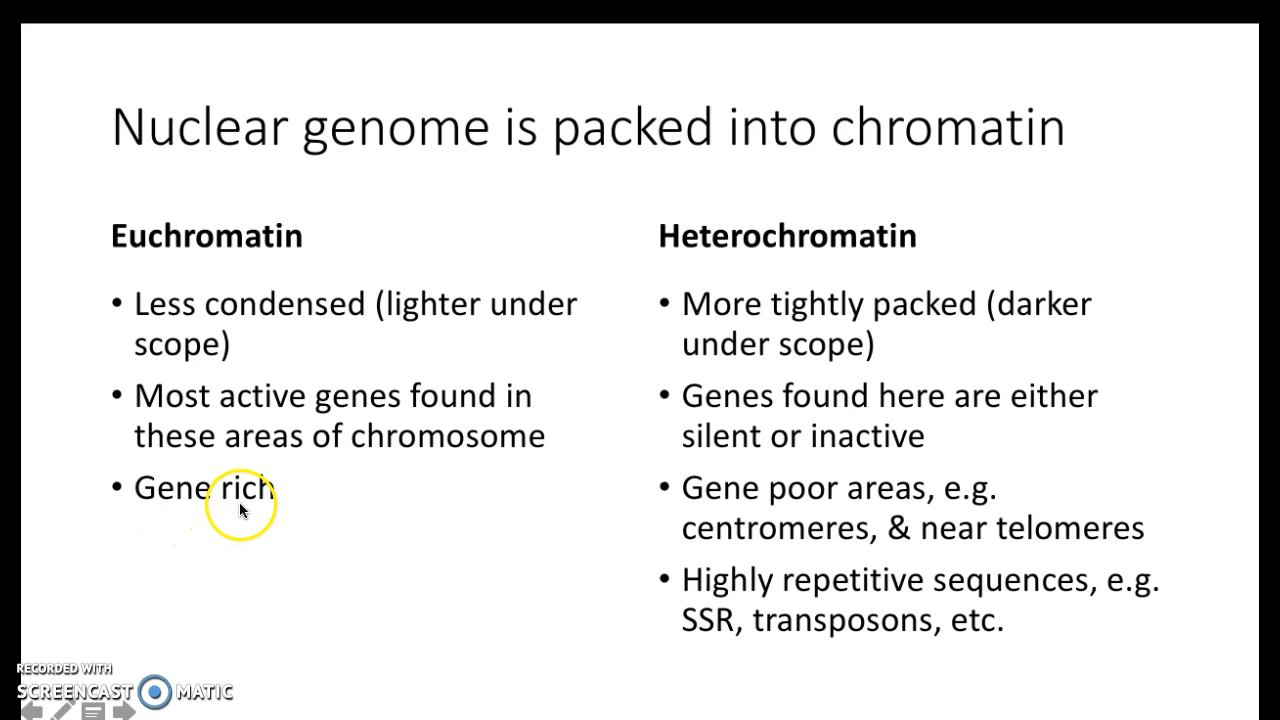 Nuclear genome is packed into chromatin
Euchromatin
• Less condensed (lighter under
scope)
• Most active genes found in
these areas of chromosome
• Gene rich
Heterochromatin
• More tightly packed (darker
under scope)
• Genes found here are either
silent or inactive
• Gene poor areas, e.g.
centromeres, & near telomeres
• Highly repetitive sequences, e.g.
SSR, transposons, etc.
RECORDED WITH
SCREENCAST MATIC